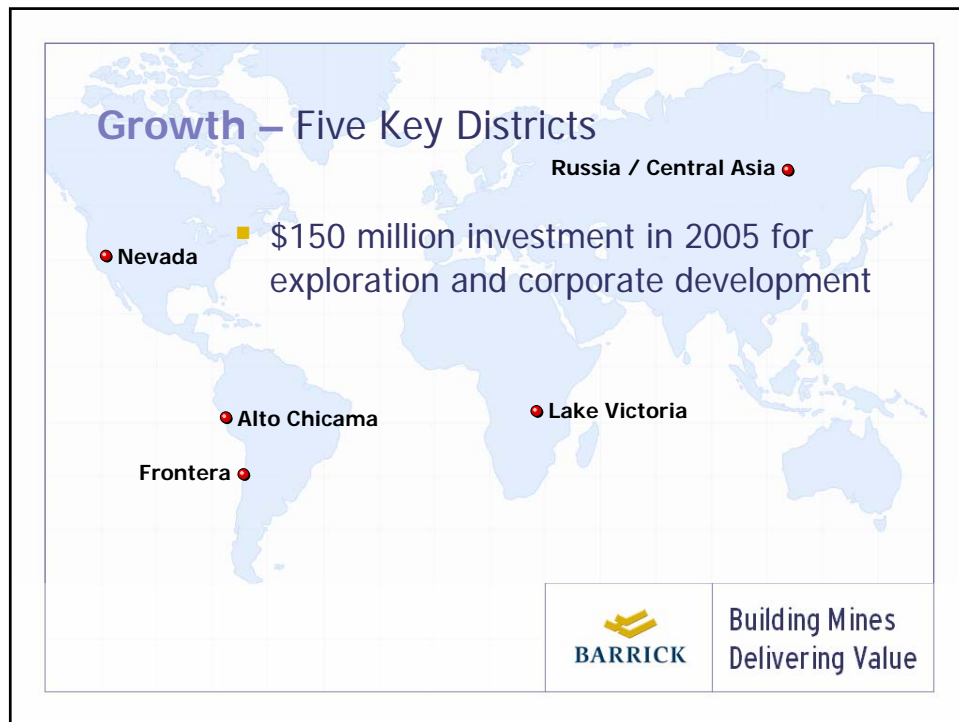 Growth – Five Key Districts
Russia / Central Asia
■ $150 million investment in 2005 for
exploration and corporate development
Nevada
Alto Chicama
Lake Victoria
Frontera
BARRICK
Building Mines
Delivering Value